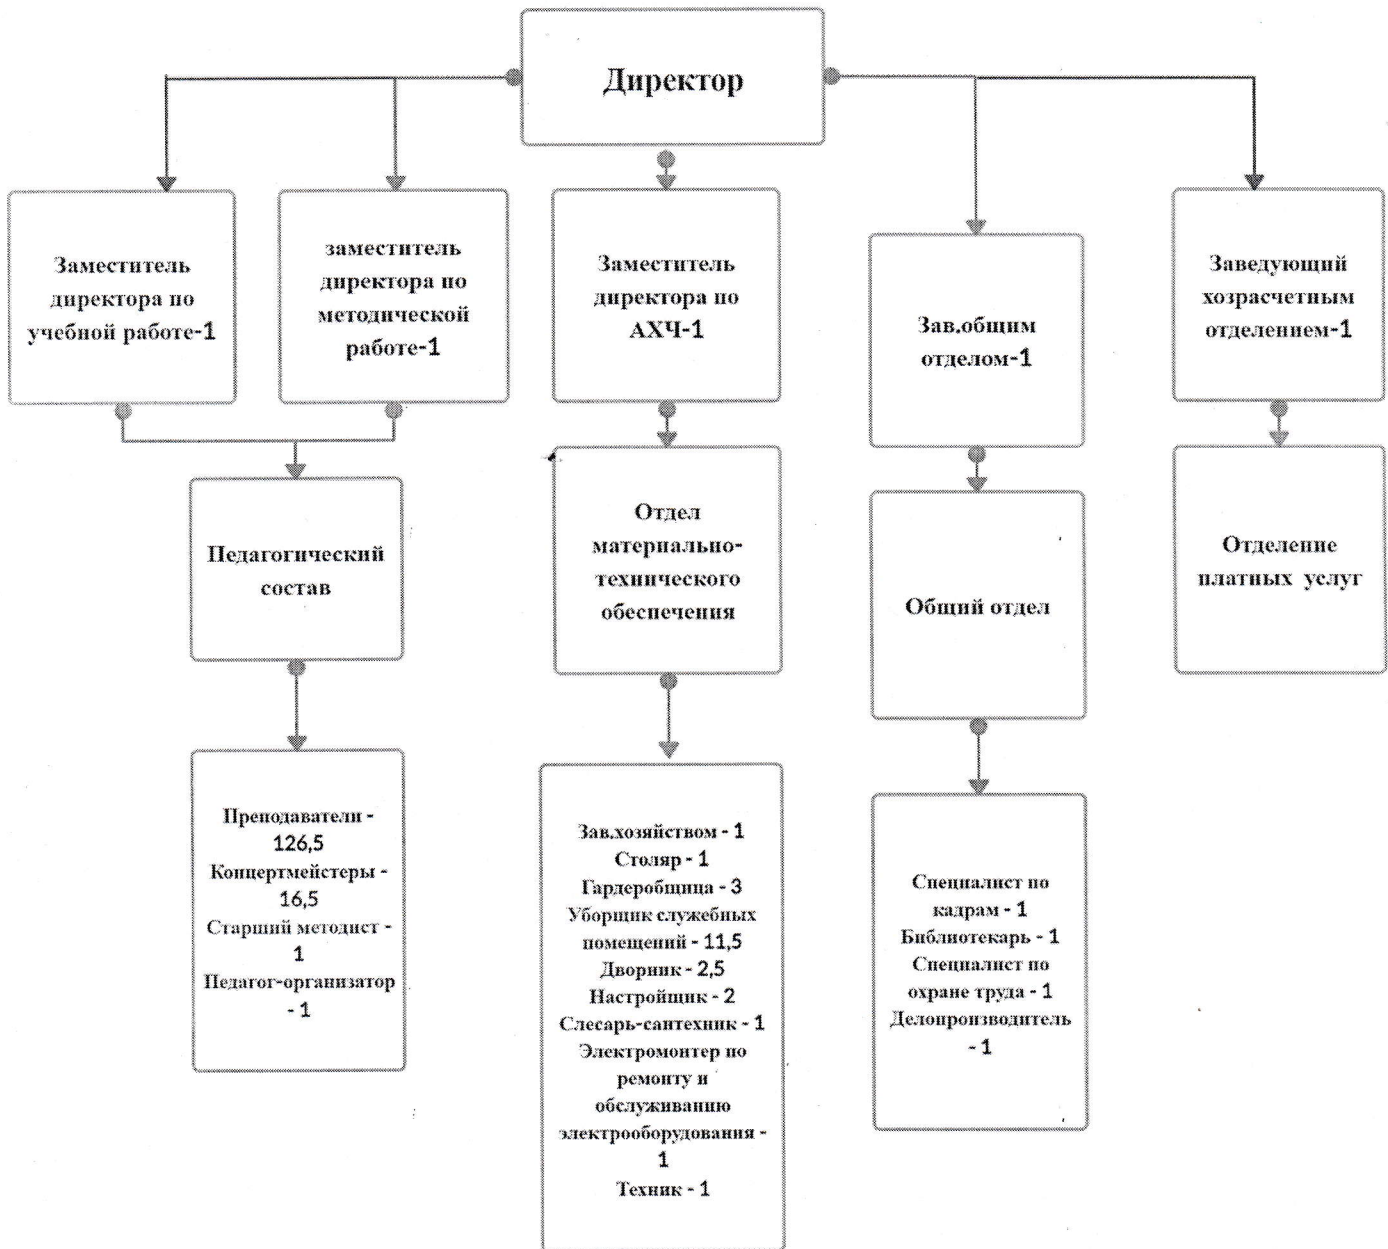 Директор
Заместитель
директора по
учебной работе-1
заместитель
директора по
методической
работе-1
Заместитель
директора по
АХЧ-1
Зав.общим
отделом-1
Заведующий
хозрасчетным
отделением-1
Педагогический
состав
Отдел
материально-
технического
обеспечения
Общий отдел
Отделение
платных услуг
Преподаватели -
126,5
Концертмейстеры -
16,5
Старший методист -
1
Педагог-организатор
- 1
Зав.хозяйством - 1
Столяр - 1
Гардеробщица - 3
Уборщик служебных
помещений - 11,5
Дворник - 2,5
Настройщик - 2
Слесарь-сантехник - 1
Электромонтер по
ремонту и
обслуживанию
электрооборудования -
1
Техник - 1
Специалист по
кадрам - 1
Библиотекарь - 1
Специалист по
охране труда - 1
Делопроизводитель
- 1